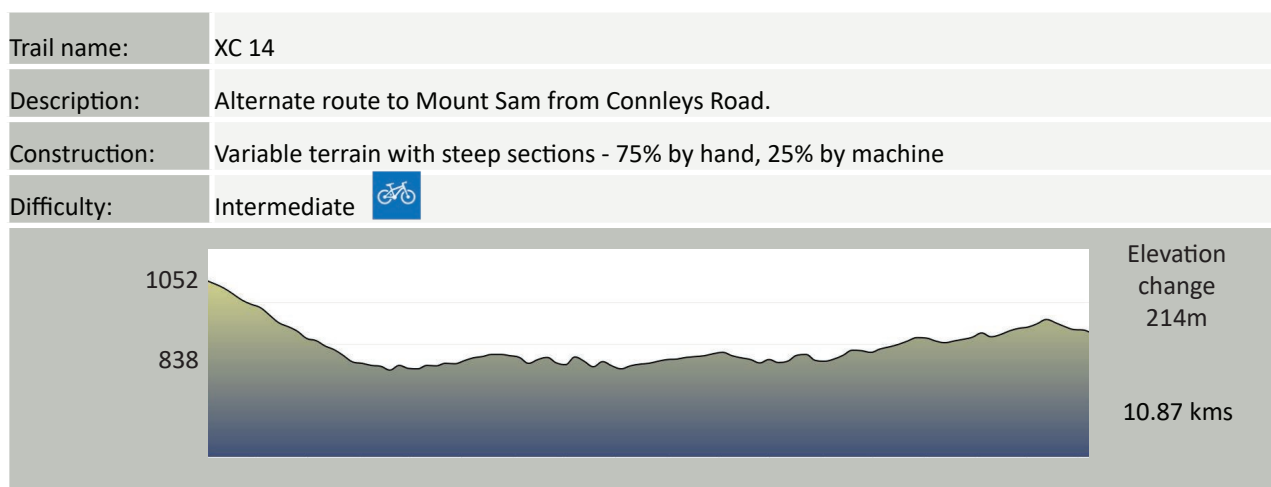 Trail name: XC 14
Description: Alternate route to Mount Sam from Connleys Road.
Construction: Variable terrain with steep sections - 75% by hand, 25% by machine
Difficulty: Intermediate
1052
838
Elevation
change
214m
10.87 kms